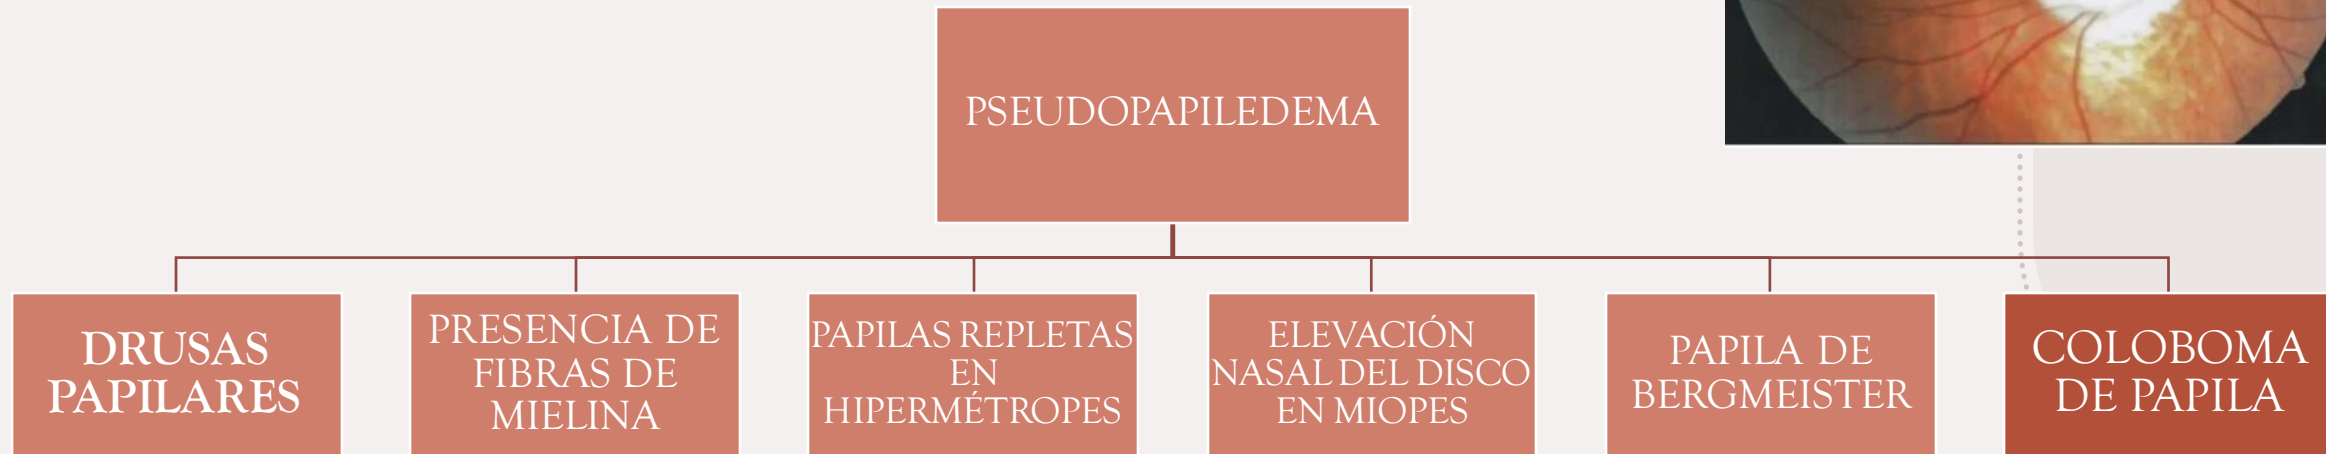 PSEUDOPAPILEDEMA
DRUSAS
PAPILARES
PRESENCIA DE
FIBRAS DE
MIELINA
PAPILAS REPLETAS
EN
HIPERMÉTROPES
ELEVACIÓN
NASAL DEL DISCO
EN MIOPES
PAPILA DE
BERGMEISTER
COLOBOMA
DE PAPILA